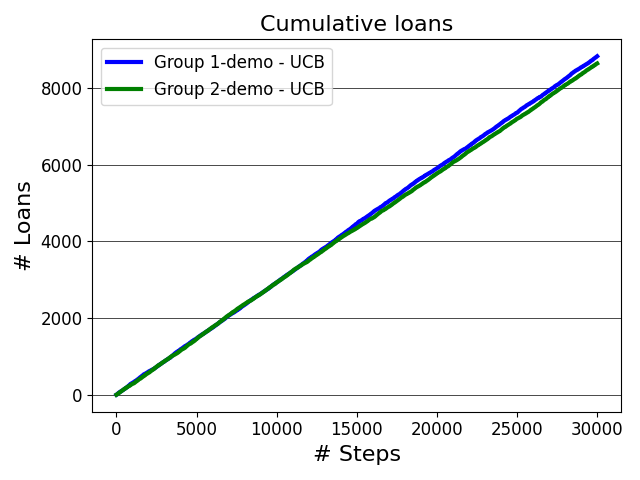 Cumulative loans
Group 1-demo - UCB
Group 2-demo - UCB
# Loans
8000
6000
4000
2000
0
0 5000 10000 15000 20000 25000 30000
# Steps